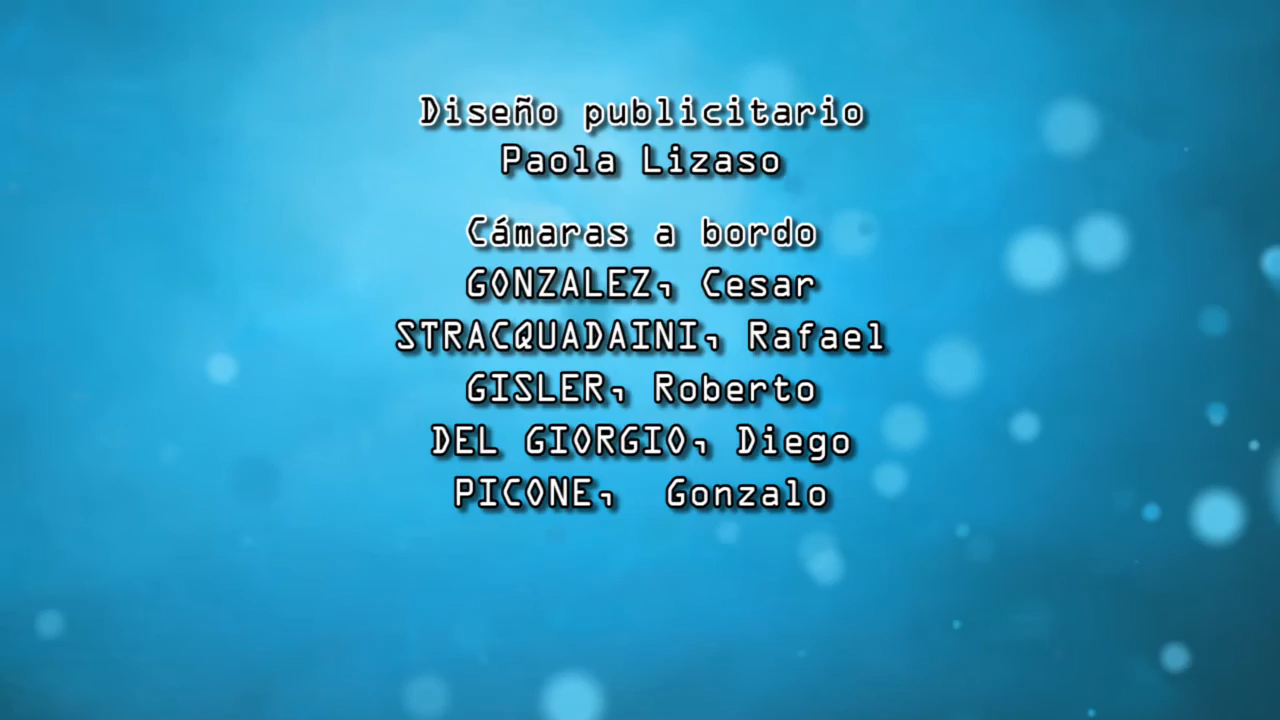 Diseño publicitario
Paola Lizaso
Cámaras a bordo
GONZALEZ, Cesar
STRACQUADAINI, Rafael
GISLER, Roberto
DEL GIORGIO, Diego
PICONE,  Gonzalo